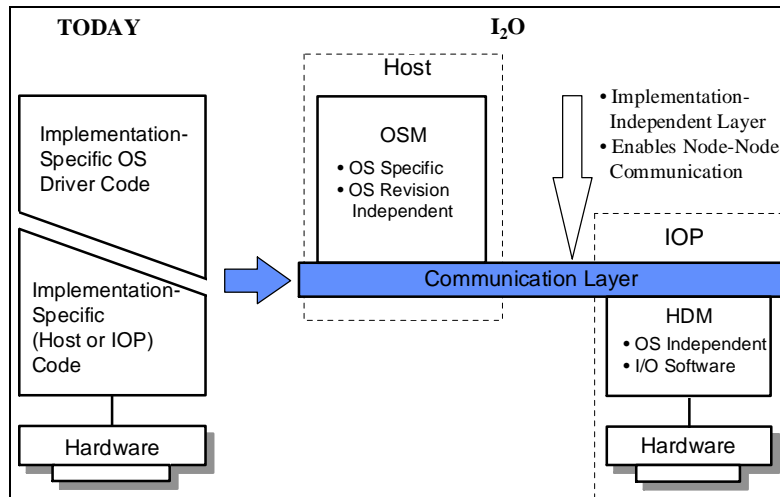 TODAY
I₂O
Implementation-
Specific OS
Driver Code
Implementation-
Specific
(Host or IOP)
Code
Hardware
Host
OSM
• OS Specific
• OS Revision
Independent
• Implementation-
Independent Layer
• Enables Node-Node
Communication
Communication Layer
IOP
HDM
• OS Independent
• I/O Software
Hardware